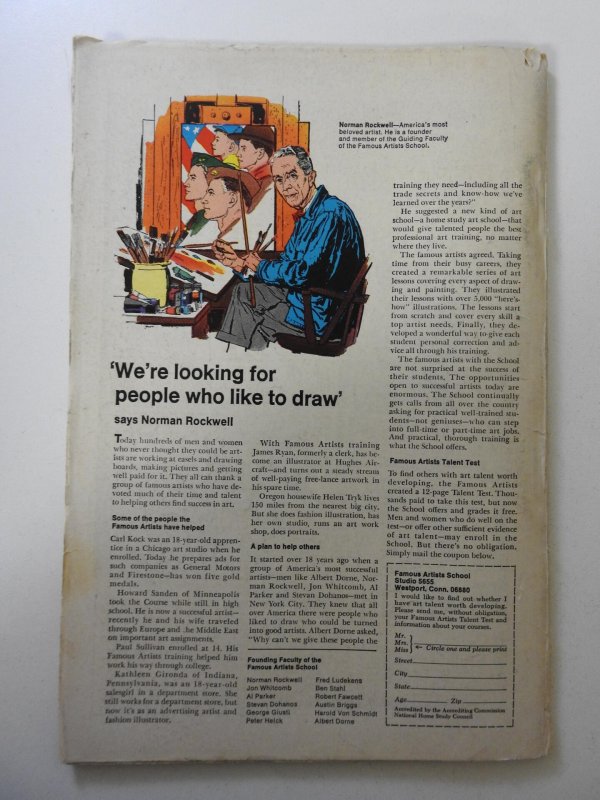 Norman Rockwell—America's most
beloved artist. He is a founder
and member of the Guiding Faculty
of the Famous Artists School.
'We're looking for
people who like to draw'
says Norman Rockwell
Today hundreds of men and women
who never thought they could be art-
ists are working at easels and drawing
boards, making pictures and getting
well paid for it. They all can thank a
group of famous artists who have de-
voted much of their time and talent
to helping others find success in art.
Some of the people the
Famous Artists have helped
Carl Kock was an 18-year-old appren-
tice in a Chicago art studio when he
enrolled. Today he prepares ads for
such companies as General Motors
and Firestone—has won five gold
medals.
Howard Sanden of Minneapolis
took the Course while still in high
school. He is now a successful artist—
recently he and his wife traveled
through Europe and the Middle East
on important art assignments.
Paul Sullivan enrolled at 14. His
Famous Artists training helped him
work his way through college.
Kathleen Gironda of Indiana,
Pennsylvania, was an 18-year-old
salesgirl in a department store. She
still works for a department store, but
now it's as an advertising artist and
fashion illustrator.
With Famous Artists training
James Ryan, formerly a clerk, has be-
come an illustrator at Hughes Air-
craft—and turns out a steady stream
of well-paying free-lance artwork in
his spare time.
Oregon housewife Helen Tryk lives
150 miles from the nearest big city.
But she does fashion illustration, has
her own studio, runs an art work
shop, does portraits.
A plan to help others
It started over 18 years ago when a
group of America's most successful
artists—men like Albert Dorne, Nor-
man Rockwell, Jon Whitcomb, Al
Parker and Stevan Dohanos—met in
New York City. They knew that all
over America there were people who
liked to draw who could be turned
into good artists. Albert Dorne asked,
"Why can't we give these people the
Founding Faculty of the
Famous Artists School
Norman Rockwell
Jon Whitcomb
Al Parker
Stevan Dohanos
George Giusti
Peter Helck
Fred Ludekens
Ben Stahl
Robert Fawcett
Austin Briggs
Harold Von Schmidt
Albert Dorne
training they need—including all the
trade secrets and know-how we've
learned over the years?"
He suggested a new kind of art
school—a home study art school—that
would give talented people the best
professional art training, no matter
where they live.
The famous artists agreed. Taking
time from their busy careers, they
created a remarkable series of art
lessons covering every aspect of draw-
ing and painting. They illustrated
their lessons with over 5,000 "here's-
how" illustrations. The lessons start
from scratch and cover every skill a
top artist needs. Finally, they de-
veloped a wonderful way to give each
student personal correction and ad-
vice all through his training.
The famous artists with the School
are not surprised at the success of
their students. The opportunities
open to successful artists today are
enormous. The School continually
gets calls from all over the country
asking for practical well-trained stu-
dents—not geniuses—who can step
into full-time or part-time art jobs.
And practical, thorough training is
what the School offers.
Famous Artists Talent Test
To find others with art talent worth
developing, the Famous Artists
created a 12-page Talent Test. Thou-
sands paid to take this test, but now
the School offers and grades it free.
Men and women who do well on the
test—or offer other sufficient evidence
of art talent—may enroll in the
School. But there's no obligation.
Simply mail the coupon below.
Famous Artists School
Studio 5655
Westport, Conn. 06880
I would like to find out whether I
have art talent worth developing.
Please send me, without obligation,
your Famous Artists Talent Test and
information about your courses.
Mr.
Mrs.
Miss ← Circle one and please print
Street
City
State
Age Zip
Accredited by the Accrediting Commission
National Home Study Council